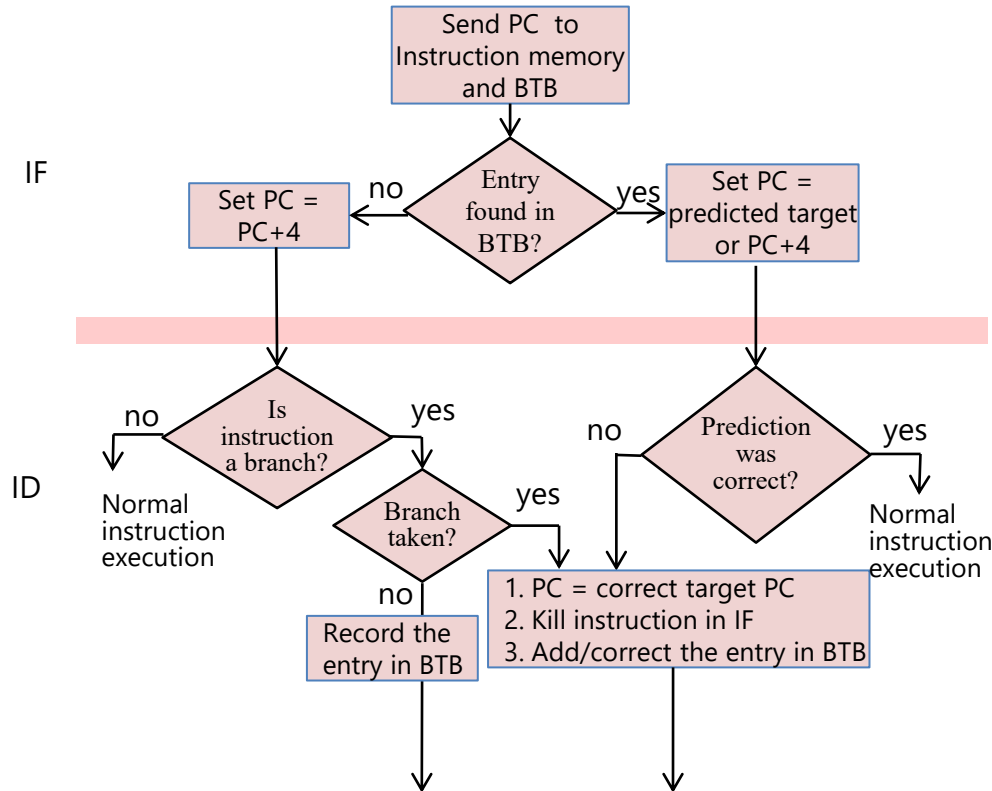 Send PC to
Instruction memory
and BTB
IF
no
Entry
found in
BTB?
yes
Set PC =
PC+4
Set PC =
predicted target
or PC+4
ID
no
Is
instruction
a branch?
yes
no
Prediction
was
correct?
yes
Normal
instruction
execution
Branch
taken?
yes
no
Normal
instruction
execution
Record the
entry in BTB
1. PC = correct target PC
2. Kill instruction in IF
3. Add/correct the entry in BTB